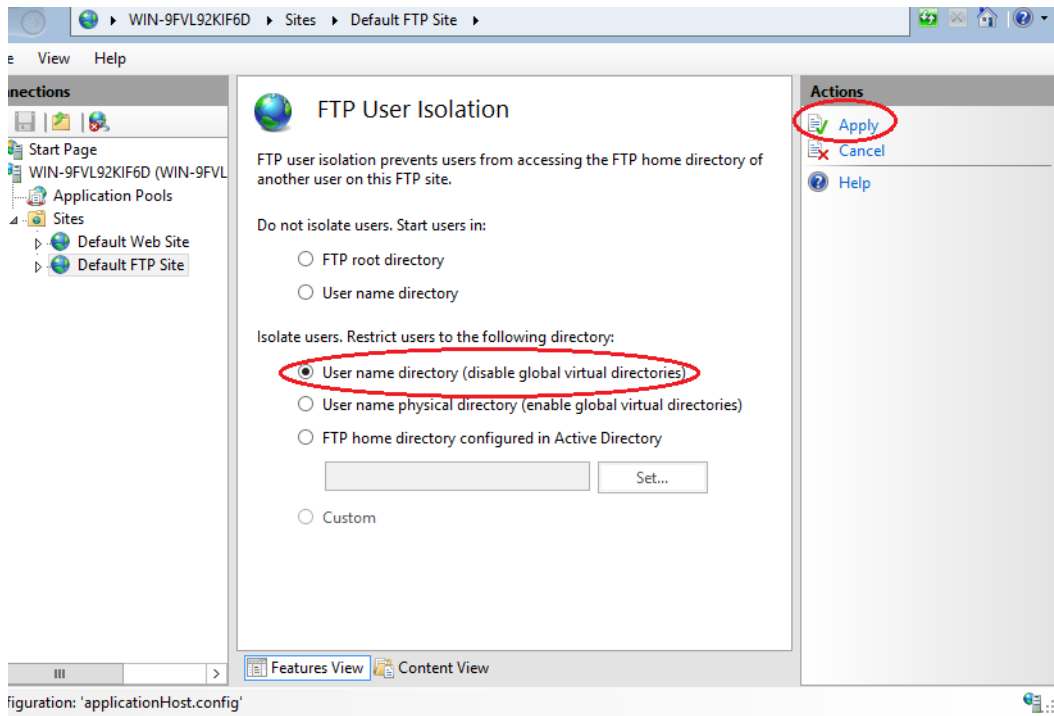 WIN-9FVL92KIF6D Sites Default FTP Site
e View Help
nnections
Start Page
WIN-9FVL92KIF6D (WIN-9FVL
Application Pools
Sites
Default Web Site
Default FTP Site
FTP User Isolation
FTP user isolation prevents users from accessing the FTP home directory of
another user on this FTP site.
Do not isolate users. Start users in:
FTP root directory
User name directory
Isolate users. Restrict users to the following directory:
User name directory (disable global virtual directories)
User name physical directory (enable global virtual directories)
FTP home directory configured in Active Directory
Set...
Custom
Features View Content View
Actions
Apply
Cancel
Help
figuration: 'applicationHost.config'